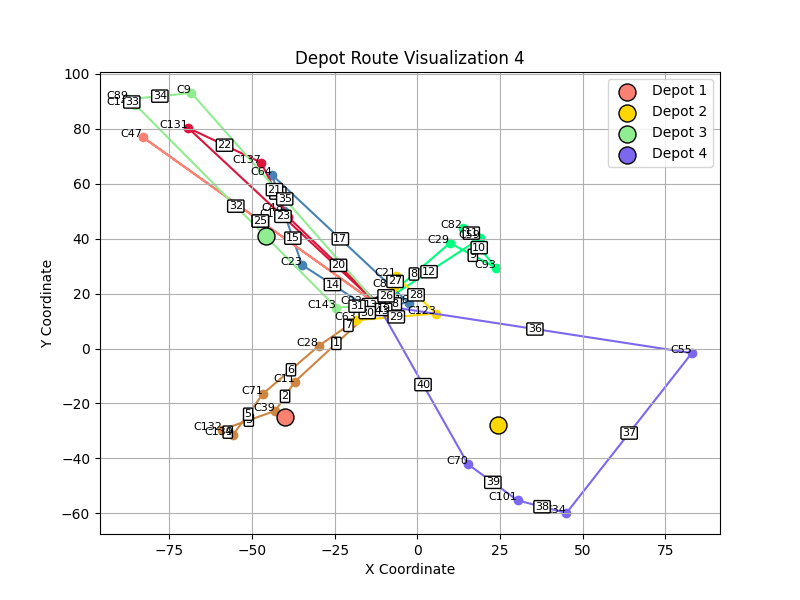 Depot Route Visualization 4
Depot 1
Depot 2
Depot 3
Depot 4
Y Coordinate
100
80
60
40
20
0
−20
−40
−60
C89
33
34
C9
C47
C131
22
C137
C64
21
35
32
25
23
15
17
C82
C29
10
9
C93
C23
20
14
C21
27
8
12
26
28
C143
31
30
29
C123
C63
7
1
36
C55
C28
6
C11
2
40
C71
C39
5
C132
37
C70
39
C101
38
−75
−50
−25
0
25
50
75
X Coordinate